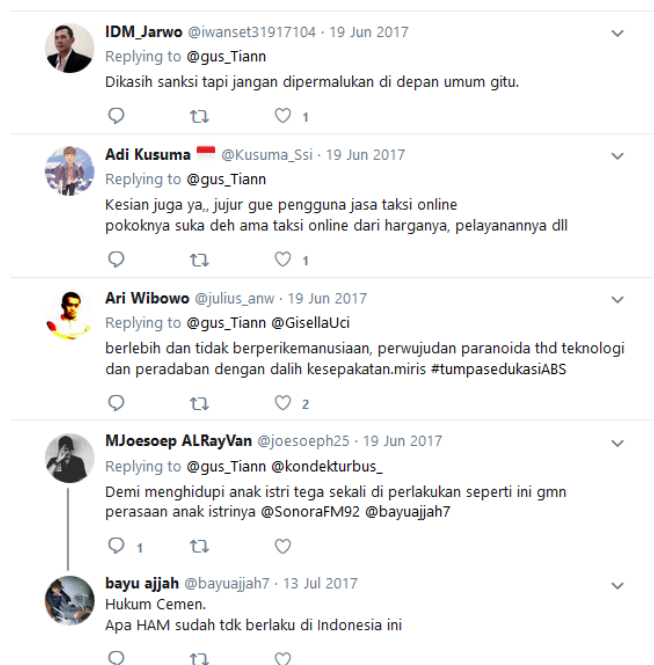 IDM_Jarwo @iwanset31917104 · 19 Jun 2017
Replying to @gus_Tiann
Dikasih sanksi tapi jangan dipermalukan di depan umum gitu.
1
Adi Kusuma 🇮🇩 @Kusuma_Ssi · 19 Jun 2017
Replying to @gus_Tiann
Kesian juga ya,, jujur gue pengguna jasa taksi online
pokoknya suka deh ama taksi online dari harganya, pelayanannya dll
1
Ari Wibowo @julius_anw · 19 Jun 2017
Replying to @gus_Tiann @GisellaUci
berlebih dan tidak berperikemanusiaan, perwujudan paranoida thd teknologi
dan peradaban dengan dalih kesepakatan.miris #tumpasedukasiABS
2
MJoesoep ALRayVan @joesoeph25 · 19 Jun 2017
Replying to @gus_Tiann @kondekturbus_
Demi menghidupi anak istri tega sekali di perlakukan seperti ini gmn
perasaan anak istrinya @SonoraFM92 @bayuajjah7
1
bayu ajjah @bayuajjah7 · 13 Jul 2017
Hukum Cemen.
Apa HAM sudah tdk berlaku di Indonesia ini